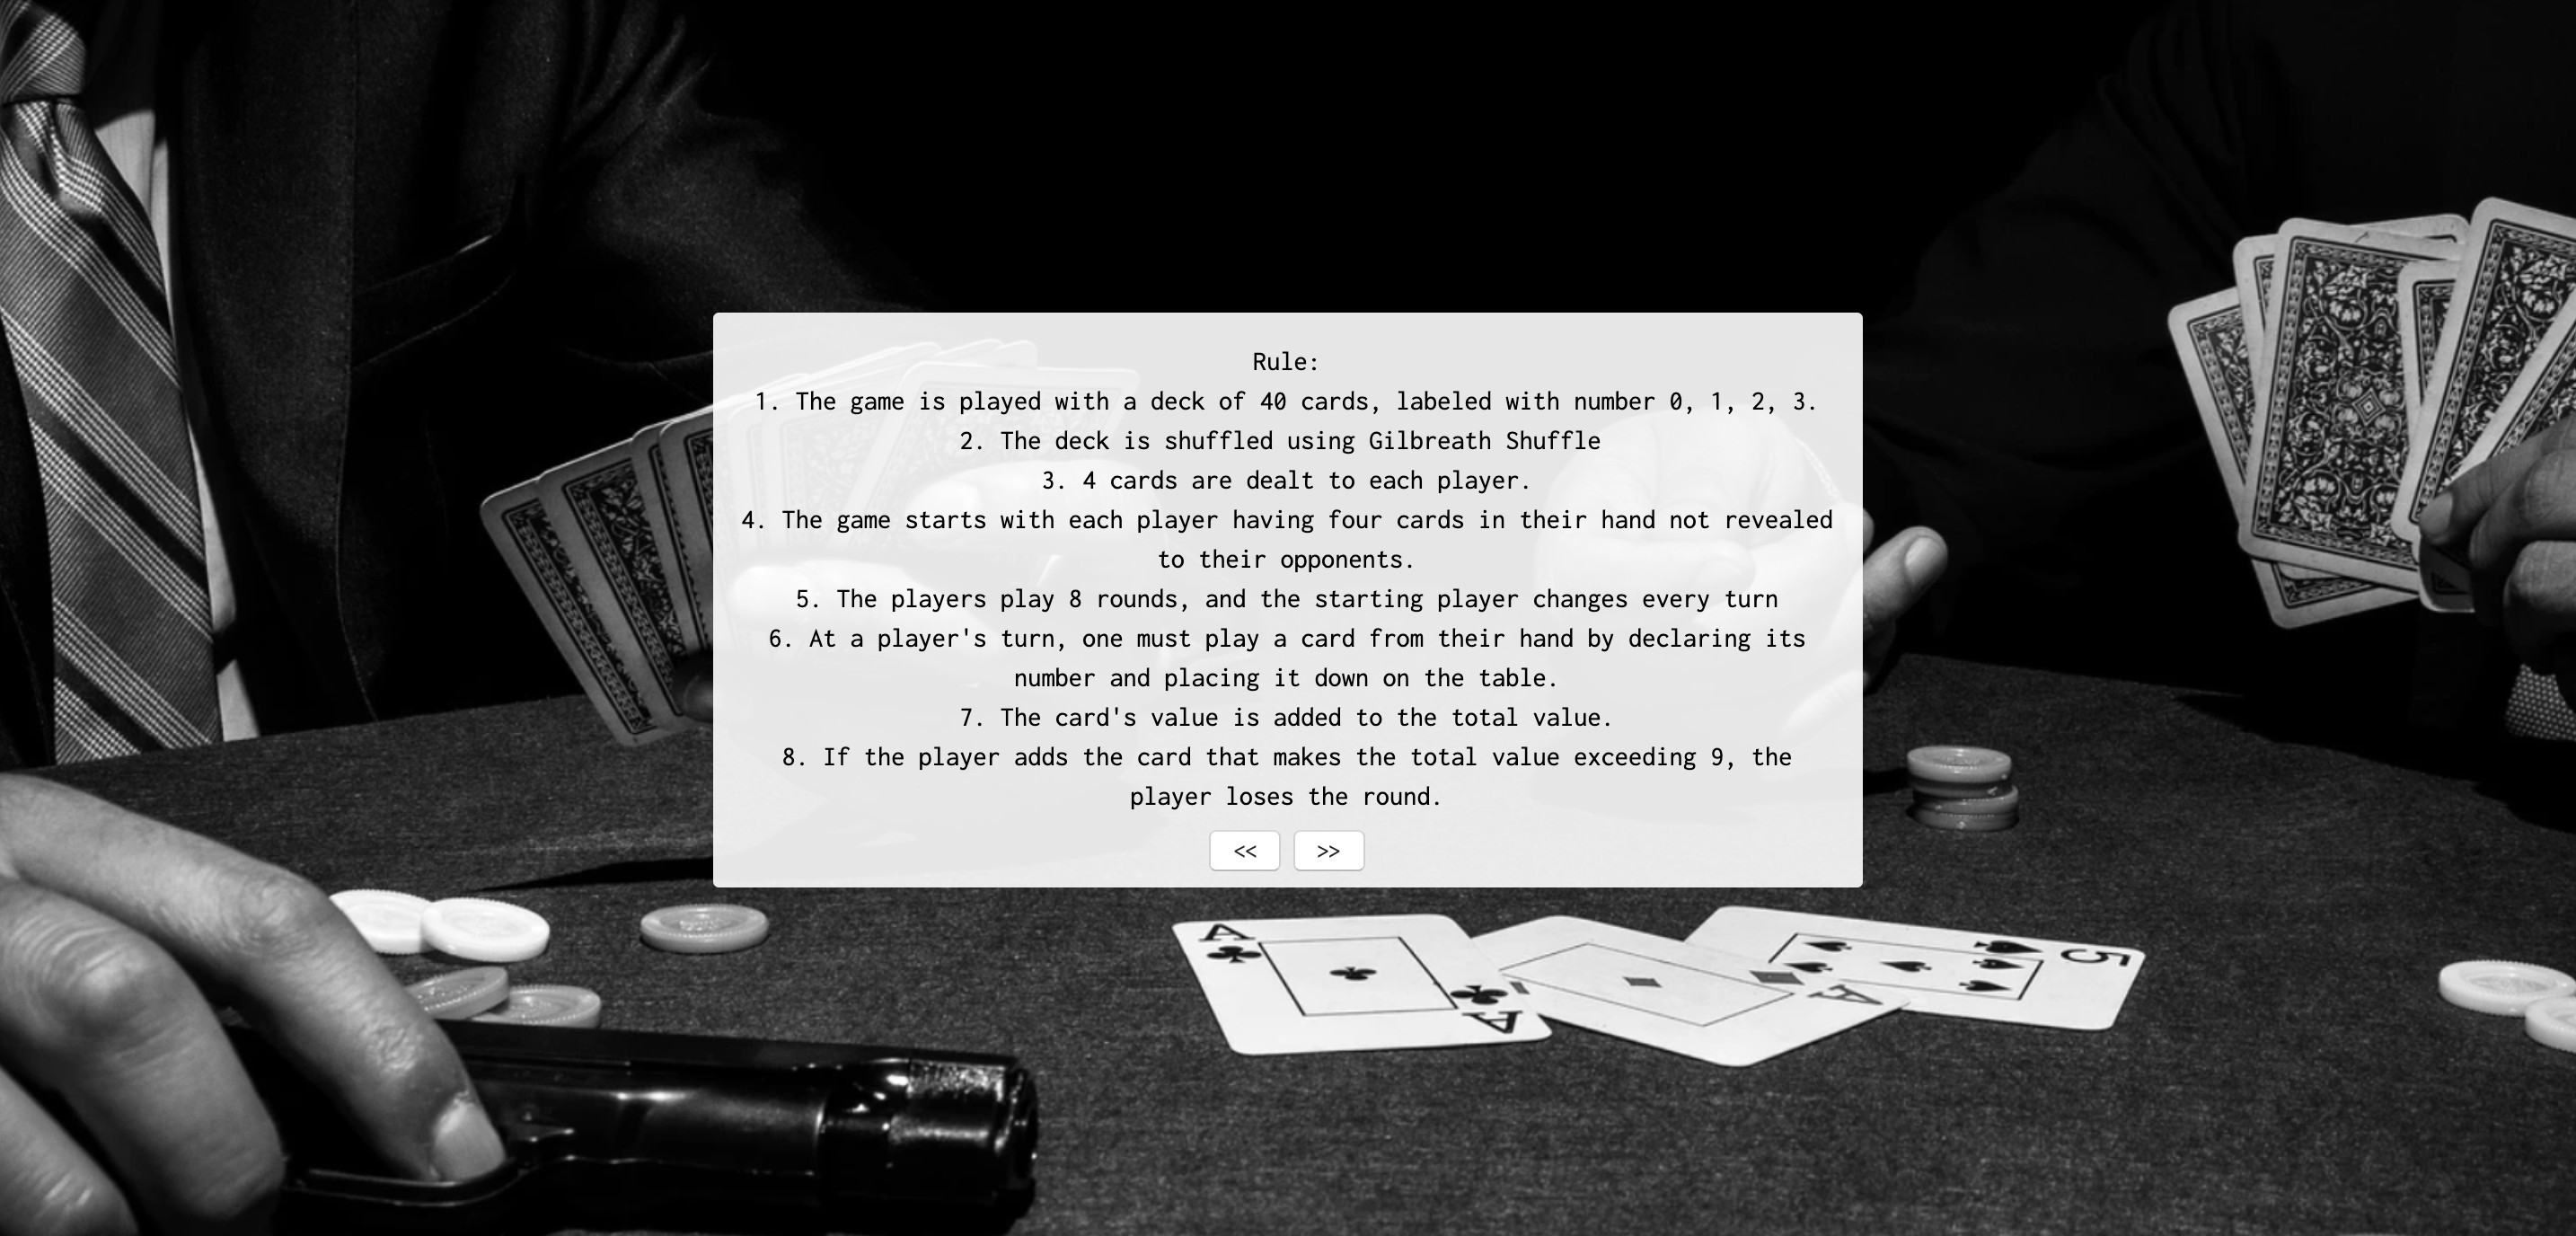 Rule:
1. The game is played with a deck of 40 cards, labeled with number 0, 1, 2, 3.
2. The deck is shuffled using Gilbreath Shuffle
3. 4 cards are dealt to each player.
4. The game starts with each player having four cards in their hand not revealed
to their opponents.
5. The players play 8 rounds, and the starting player changes every turn
6. At a player's turn, one must play a card from their hand by declaring its
number and placing it down on the table.
7. The card's value is added to the total value.
8. If the player adds the card that makes the total value exceeding 9, the
player loses the round.
<< >>
A
A
A
5